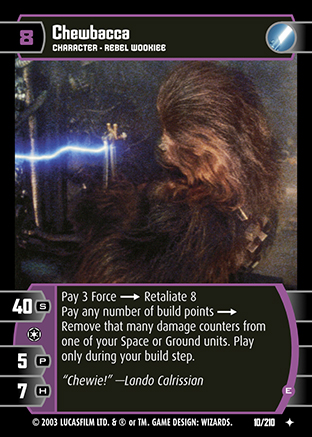 8
Chewbacca
CHARACTER - REBEL WOOKIEE
40 S
Pay 3 Force → Retaliate 8
Pay any number of build points →
Remove that many damage counters from
one of your Space or Ground units. Play
only during your build step.
5 P
“Chewie!” —Lando Calrissian
7 H
E
© 2003 LUCASFILM LTD. & ® or TM. GAME DESIGN: WIZARDS.
10/210